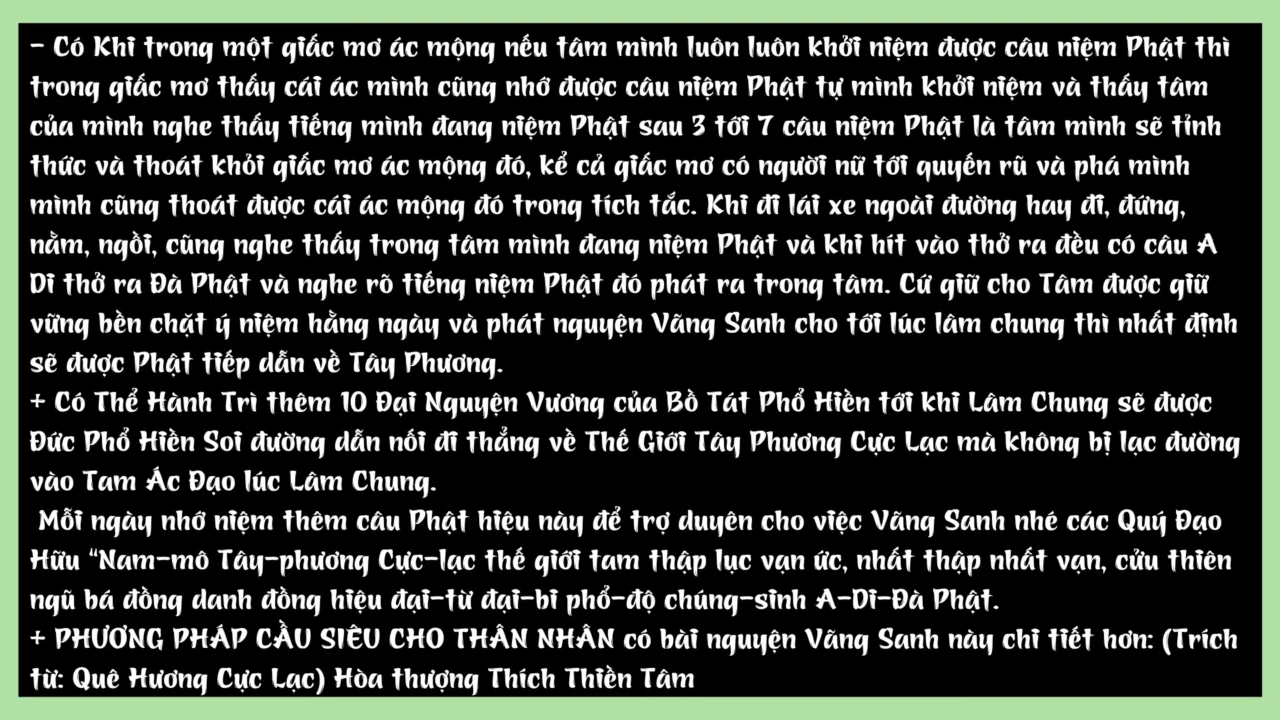 - Có Khi trong một giấc mơ ác mộng nếu tâm mình luôn luôn khởi niệm được câu niệm Phật thì
trong giấc mơ thấy cái ác mình cũng nhớ được câu niệm Phật tự mình khởi niệm và thấy tâm
của mình nghe thấy tiếng mình đang niệm Phật sau 3 tới 7 câu niệm Phật là tâm mình sẽ tỉnh
thức và thoát khỏi giấc mơ ác mộng đó, kể cả giấc mơ có người nữ tới quyến rũ và phá mình
mình cũng thoát được cái ác mộng đó trong tích tắc. Khi đi lái xe ngoài đường hay đi, đứng,
nằm, ngồi, cũng nghe thấy trong tâm mình đang niệm Phật và khi hít vào thở ra đều có câu A
Di thở ra Đà Phật và nghe rõ tiếng niệm Phật đó phát ra trong tâm. Cứ giữ cho Tâm được giữ
vững bền chặt ý niệm hằng ngày và phát nguyện Vãng Sanh cho tới lúc lâm chung thì nhất định
sẽ được Phật tiếp dẫn về Tây Phương.
+ Có Thể Hành Trì thêm 10 Đại Nguyện Vương của Bồ Tát Phổ Hiền tới khi Lâm Chung sẽ được
Đức Phổ Hiền Soi đường dẫn nối đi thẳng về Thế Giới Tây Phương Cực Lạc mà không bị lạc đường
vào Tam Ác Đạo lúc Lâm Chung.
Mỗi ngày nhớ niệm thêm câu Phật hiệu này để trợ duyên cho việc Vãng Sanh nhé các Quý Đạo
Hữu "Nam-mô Tây-phương Cực-lạc thế giới tam thập lục vạn ức, nhất thập nhất vạn, cửu thiên
ngũ bá đồng danh đồng hiệu đại-từ đại-bi phổ-độ chúng-sinh A-Di-Đà Phật.
+ PHƯƠNG PHÁP CẦU SIÊU CHO THÂN NHÂN có bài nguyện Vãng Sanh này chi tiết hơn: (Trích
từ: Quê Hương Cực Lạc) Hòa thượng Thích Thiền Tâm